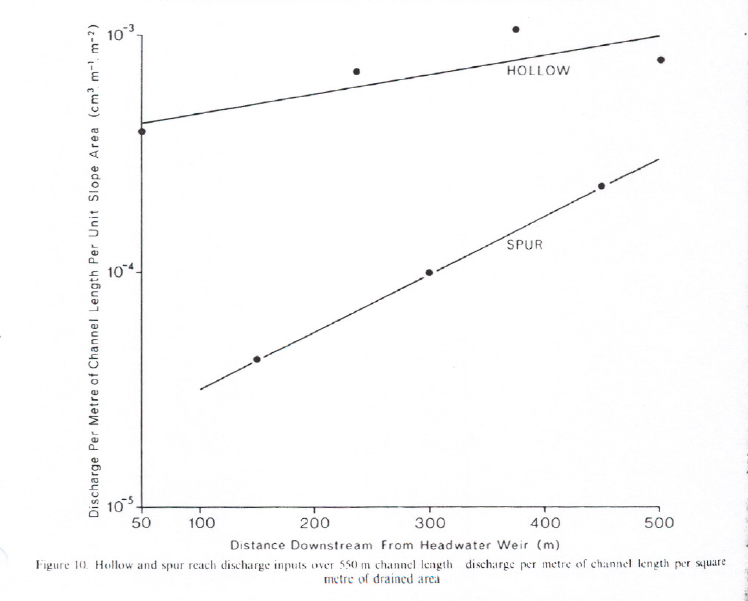 Discharge Per Metre of Channel Length Per Unit Slope Area (cm³ m⁻¹ m⁻²)
10⁻³
HOLLOW
SPUR
10⁻⁴
10⁻⁵
50 100 200 300 400 500
Distance Downstream From Headwater Weir (m)
Figure 10. Hollow and spur reach discharge inputs over 550 m channel length discharge per metre of channel length per square
metre of drained area